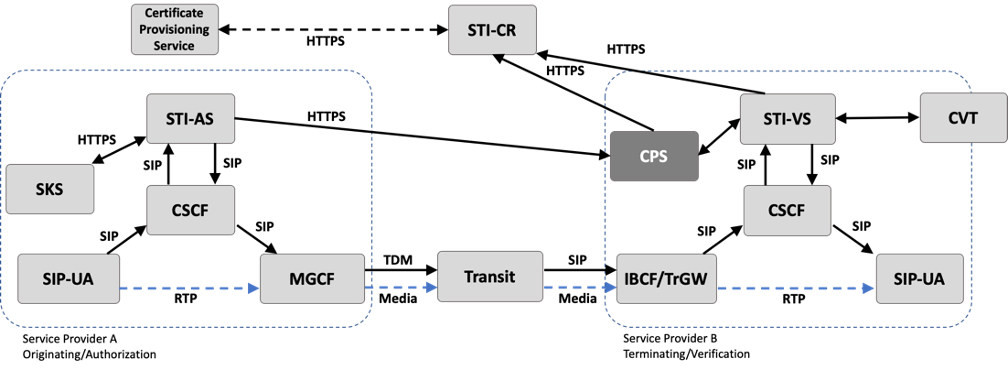 Certificate
Provisioning
Service
HTTPS
STI-CR
HTTPS
HTTPS
STI-AS
HTTPS
HTTPS
SKS
SIP
SIP
CSCF
SIP
SIP
SIP-UA
RTP
MGCF
TDM
Media
Transit
SIP
Media
CPS
STI-VS
CVT
SIP
SIP
CSCF
SIP
SIP
IBCF/TrGW
RTP
SIP-UA
Service Provider A
Originating/Authorization
Service Provider B
Terminating/Verification